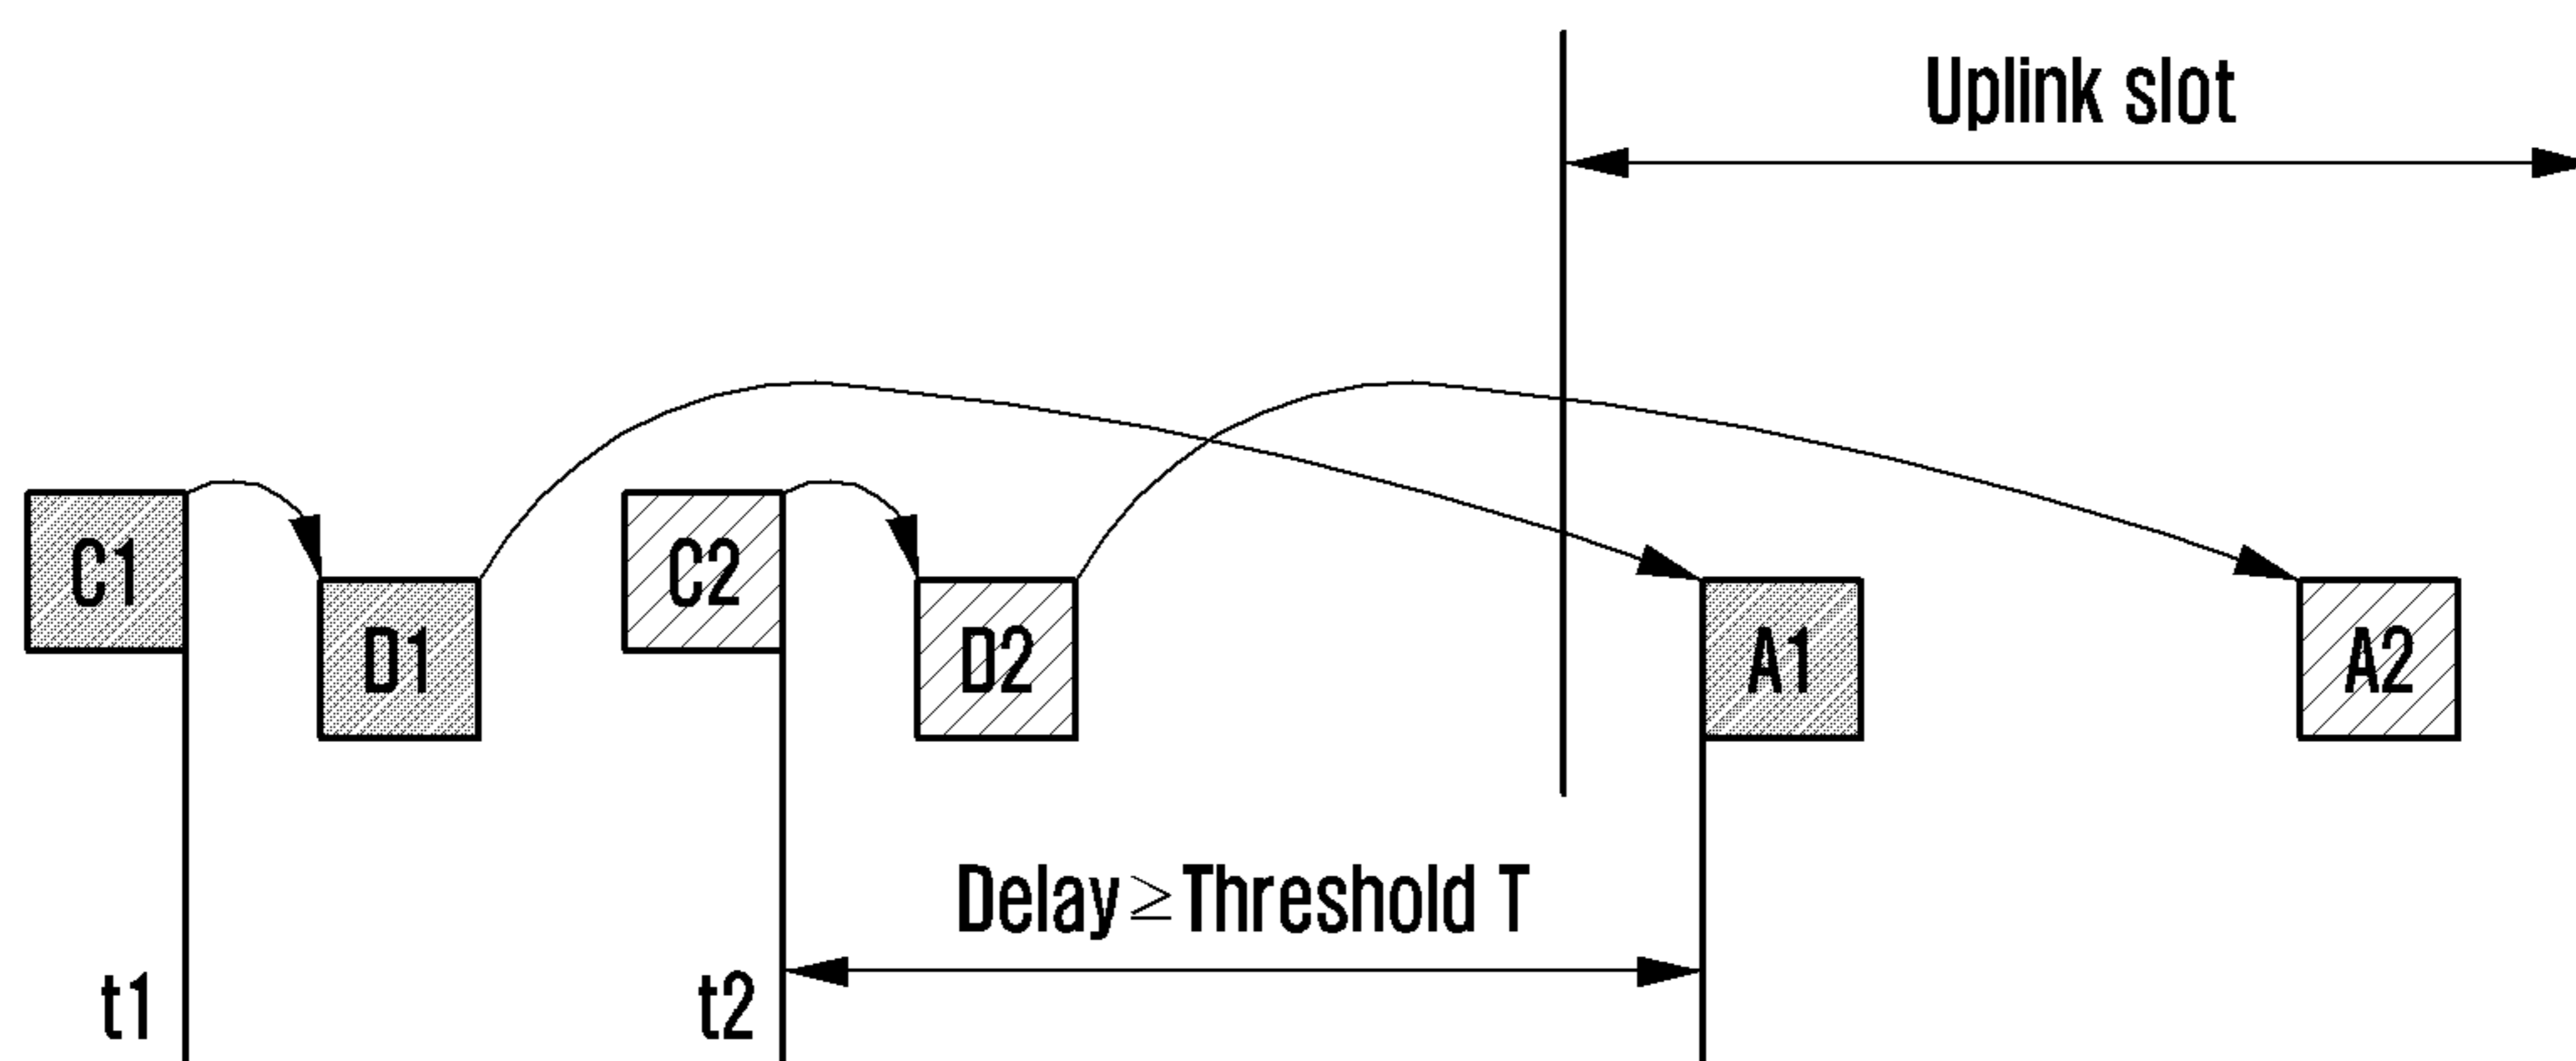 Uplink slot
C1
C2
D1
D2
A1
A2
Delay≥Threshold T
t1
t2